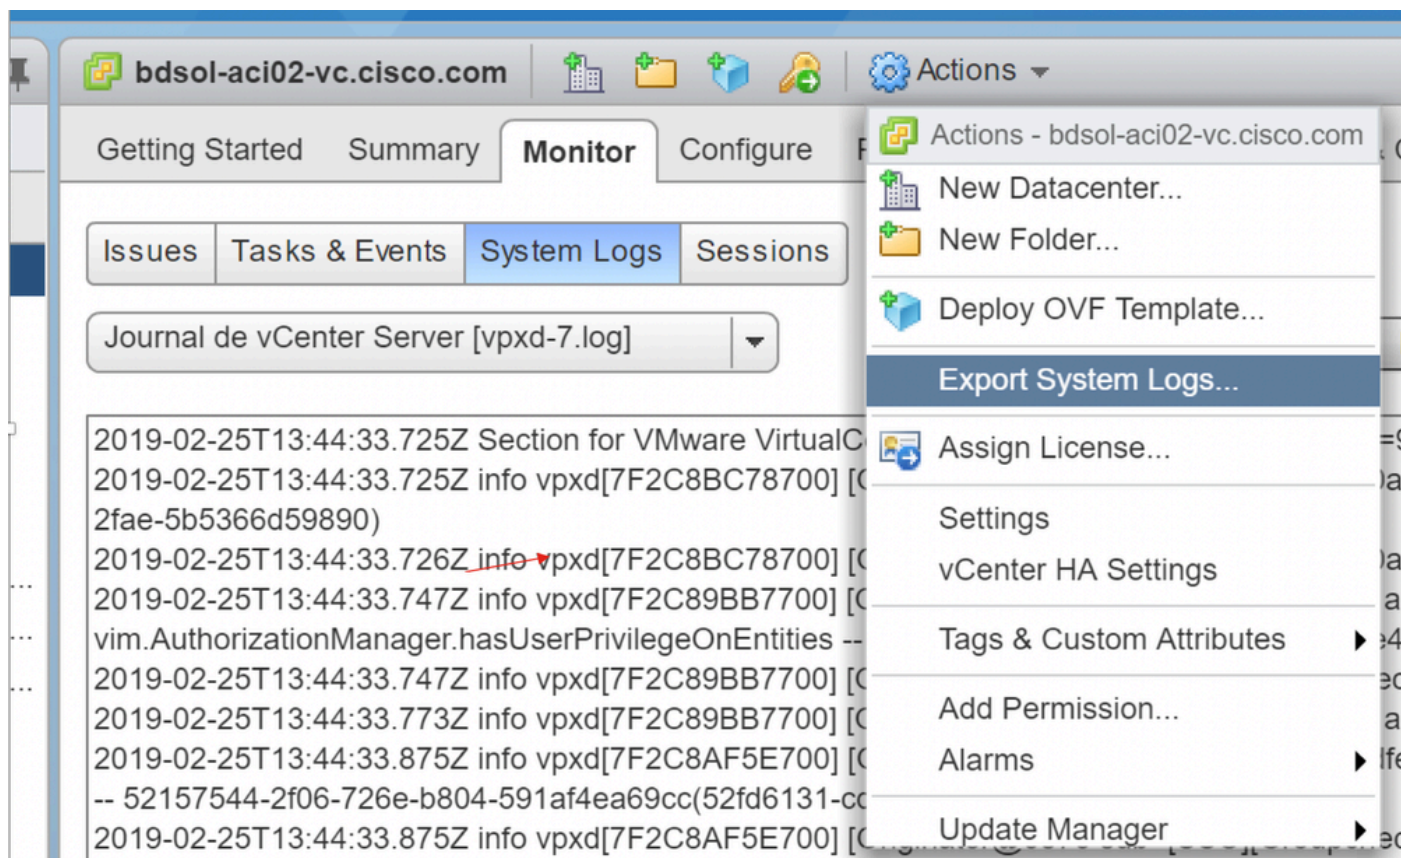 bdsol-aci02-vc.cisco.com
Actions
Getting Started Summary Monitor Configure
Issues Tasks & Events System Logs Sessions
Journal de vCenter Server [vpxd-7.log]
2019-02-25T13:44:33.725Z Section for VMware
2019-02-25T13:44:33.725Z info vpxd[7F2C8BC78700]
2fae-5b5366d59890)
2019-02-25T13:44:33.726Z info vpxd[7F2C8BC78700]
2019-02-25T13:44:33.747Z info vpxd[7F2C89BB7700]
vim.AuthorizationManager.hasUserPrivilegeOnEntities --
2019-02-25T13:44:33.747Z info vpxd[7F2C89BB7700]
2019-02-25T13:44:33.773Z info vpxd[7F2C89BB7700]
2019-02-25T13:44:33.875Z info vpxd[7F2C8AF5E700]
-- 52157544-2f06-726e-b804-591af4ea69cc(52fd6131-
2019-02-25T13:44:33.875Z info vpxd[7F2C8AF5E700]
Actions - bdsol-aci02-vc.cisco.com
New Datacenter...
New Folder...
Deploy OVF Template...
Export System Logs...
Assign License...
Settings
vCenter HA Settings
Tags & Custom Attributes
Add Permission...
Alarms
Update Manager